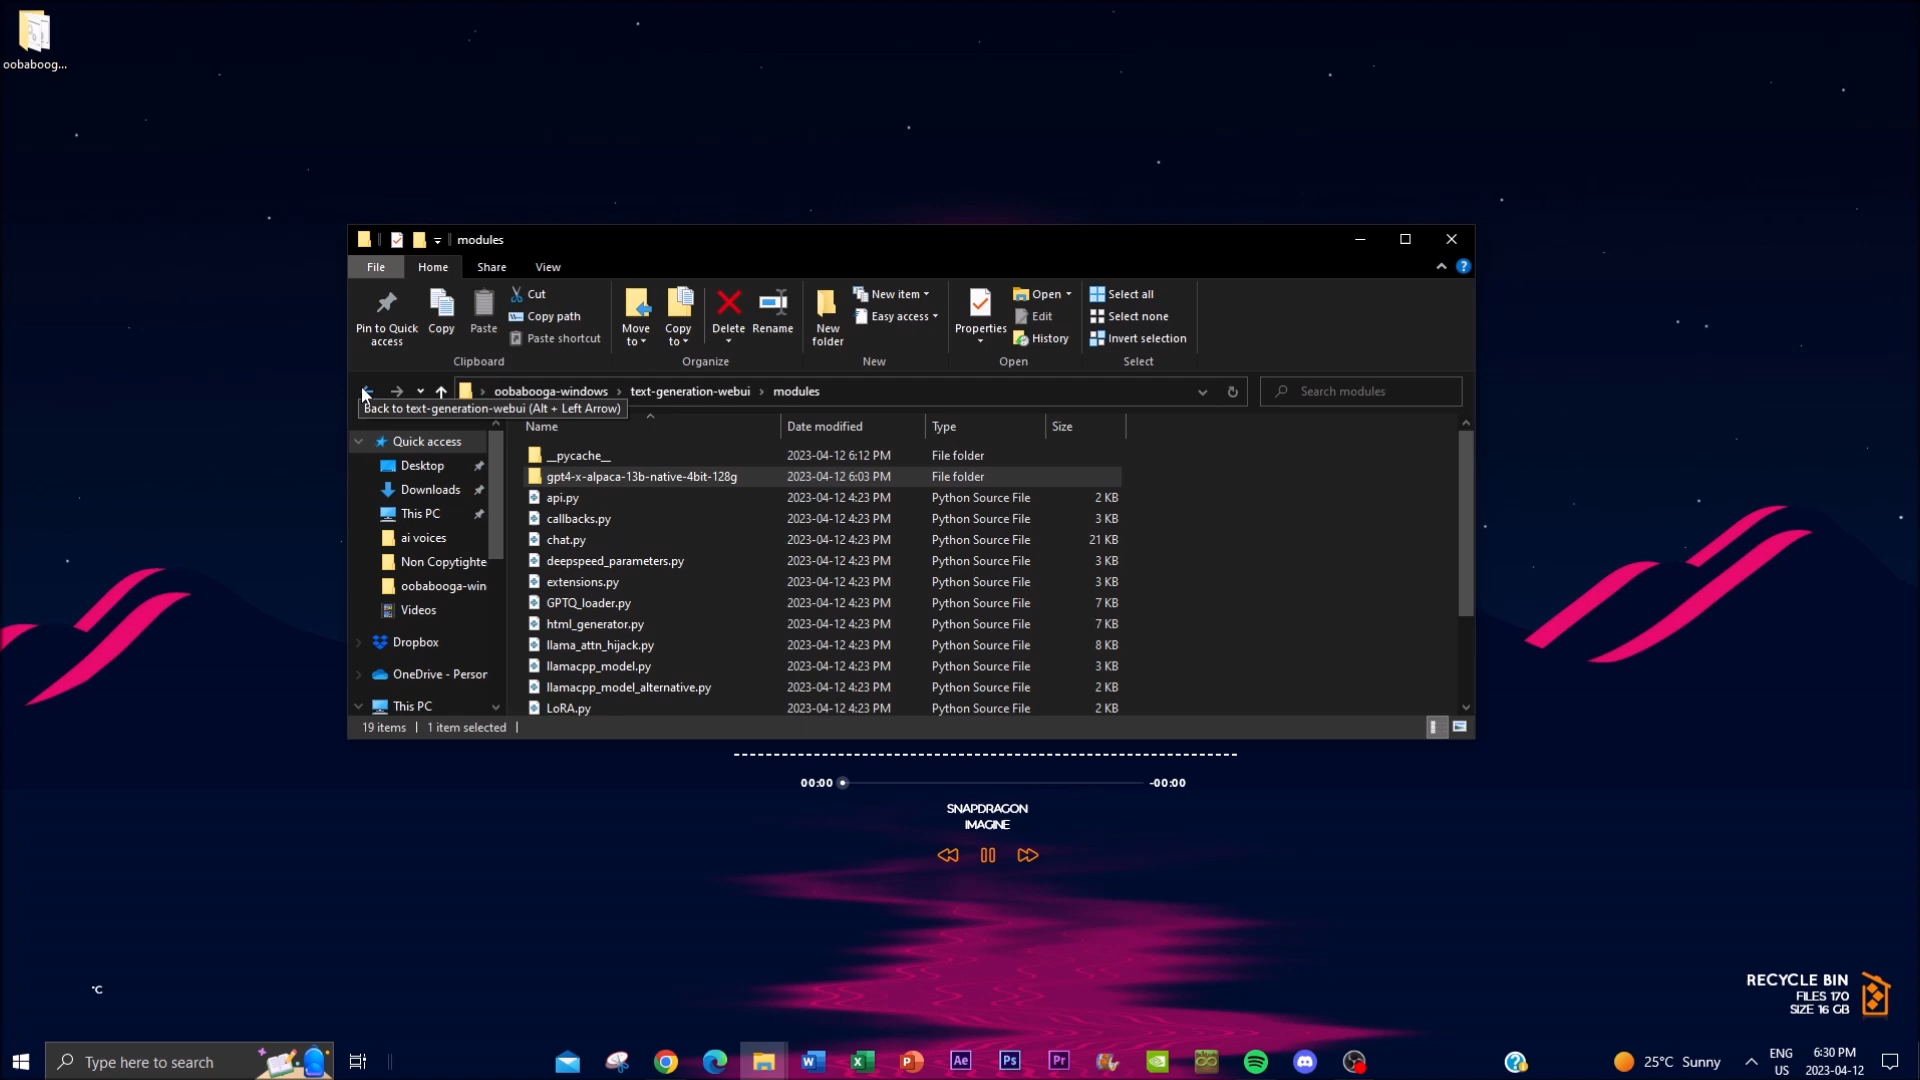 oobaboog...
modules
File
Home
Share
View
Pin to Quick access
Copy
Paste
Cut
Copy path
Paste shortcut
Move to
Copy to
Delete
Rename
New folder
New item
Easy access
Properties
Open
Edit
History
Select all
Select none
Invert selection
Clipboard
Organize
New
Open
Select
oobabooga-windows
text-generation-webui
modules
Search modules
Back to text-generation-webui (Alt + Left Arrow)
Name
Date modified
Type
Size
Quick access
Desktop
Downloads
This PC
ai voices
Non Copytighte
oobabooga-win
Videos
Dropbox
OneDrive - Person
This PC
__pycache__ 2023-04-12 6:12 PM File folder
gpt4-x-alpaca-13b-native-4bit-128g 2023-04-12 6:03 PM File folder
api.py 2023-04-12 4:23 PM Python Source File 2 KB
callbacks.py 2023-04-12 4:23 PM Python Source File 3 KB
chat.py 2023-04-12 4:23 PM Python Source File 21 KB
deepspeed_parameters.py 2023-04-12 4:23 PM Python Source File 3 KB
extensions.py 2023-04-12 4:23 PM Python Source File 3 KB
GPTQ_loader.py 2023-04-12 4:23 PM Python Source File 7 KB
html_generator.py 2023-04-12 4:23 PM Python Source File 7 KB
llama_attn_hijack.py 2023-04-12 4:23 PM Python Source File 8 KB
llamacpp_model.py 2023-04-12 4:23 PM Python Source File 3 KB
llamacpp_model_alternative.py 2023-04-12 4:23 PM Python Source File 2 KB
LoRA.py 2023-04-12 4:23 PM Python Source File 2 KB
19 items
1 item selected
00:00
-00:00
SNAPDRAGON
IMAGINE
°C
RECYCLE BIN
FILES 170
SIZE 16 GB
Type here to search
W
X
P
Ae
Ps
Pr
25°C Sunny
ENG
US
6:30 PM
2023-04-12